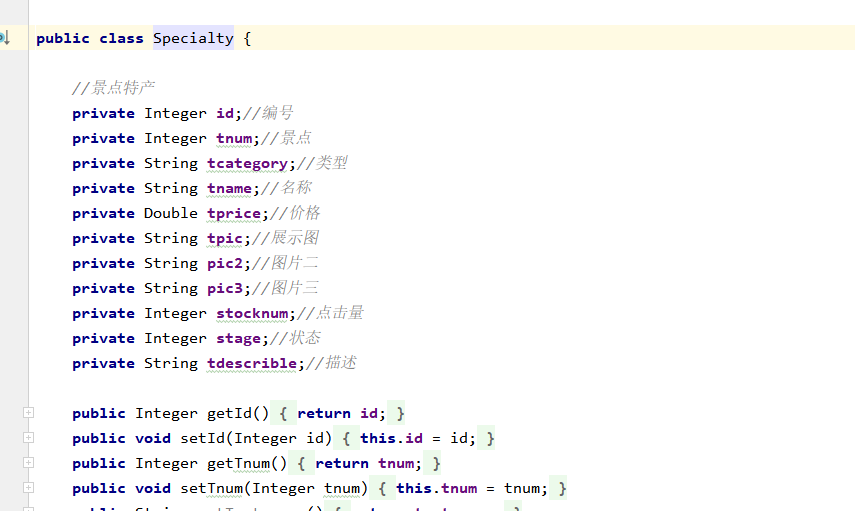 public class Specialty {
//景点特产
private Integer id;//编号
private Integer tnum;//景点
private String tcategory;//类型
private String tname;//名称
private Double tprice;//价格
private String tpic;//展示图
private String pic2;//图片二
private String pic3;//图片三
private Integer stocknum;//点击量
private Integer stage;//状态
private String tdescrible;//描述
public Integer getId() { return id; }
public void setId(Integer id) { this.id = id; }
public Integer getTnum() { return tnum; }
public void setTnum(Integer tnum) { this.tnum = tnum; }